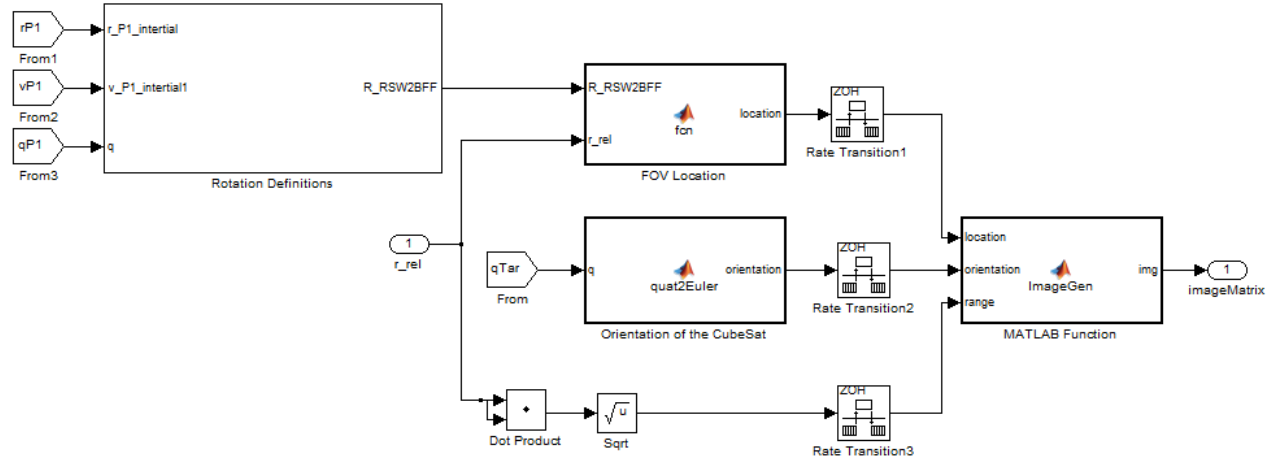 rP1
From1
vP1
From2
qP1
From3
r_P1_intertial
v_P1_intertial1
q
R_RSW2BFF
Rotation Definitions
R_RSW2BFF
r_rel
fcn
location
FOV Location
ZOH
Rate Transition1
1
r_rel
qTar
From
q
quat2Euler
orientation
Orientation of the CubeSat
ZOH
Rate Transition2
location
orientation
range
ImageGen
img
MATLAB Function
1
imageMatrix
Dot Product
√u
Sqrt
ZOH
Rate Transition3